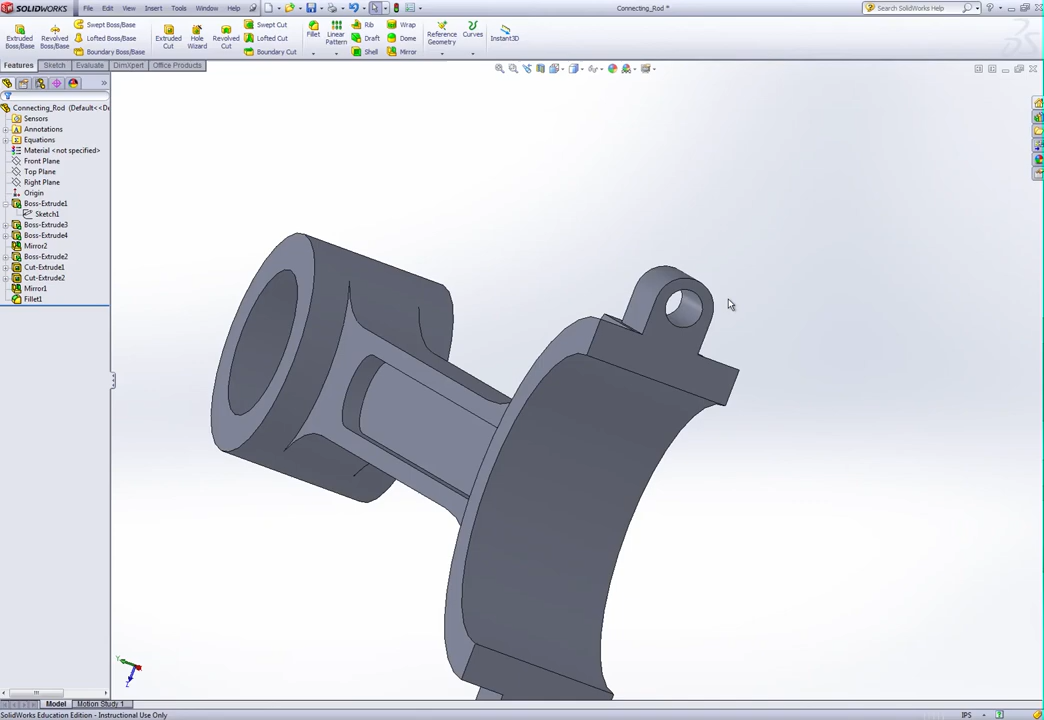 SOLIDWORKS File Edit View Insert Tools Window Help Connecting_Rod * Search SolidWorks Help
Extruded Boss/Base Revolved Boss/Base Swept Boss/Base Lofted Boss/Base Boundary Boss/Base Extruded Cut Hole Wizard Revolved Cut Swept Cut Lofted Cut Boundary Cut Fillet Linear Pattern Rib Draft Shell Wrap Dome Mirror Reference Geometry Curves Instant3D
Features Sketch Evaluate DimXpert Office Products
Connecting_Rod (Default<<De
Sensors
Annotations
Equations
Material <not specified>
Front Plane
Top Plane
Right Plane
Origin
Boss-Extrude1
Sketch1
Boss-Extrude3
Boss-Extrude4
Mirror2
Boss-Extrude2
Cut-Extrude1
Cut-Extrude2
Mirror1
Fillet1
Y
Z
Model Motion Study 1
SolidWorks Education Edition - Instructional Use Only IPS